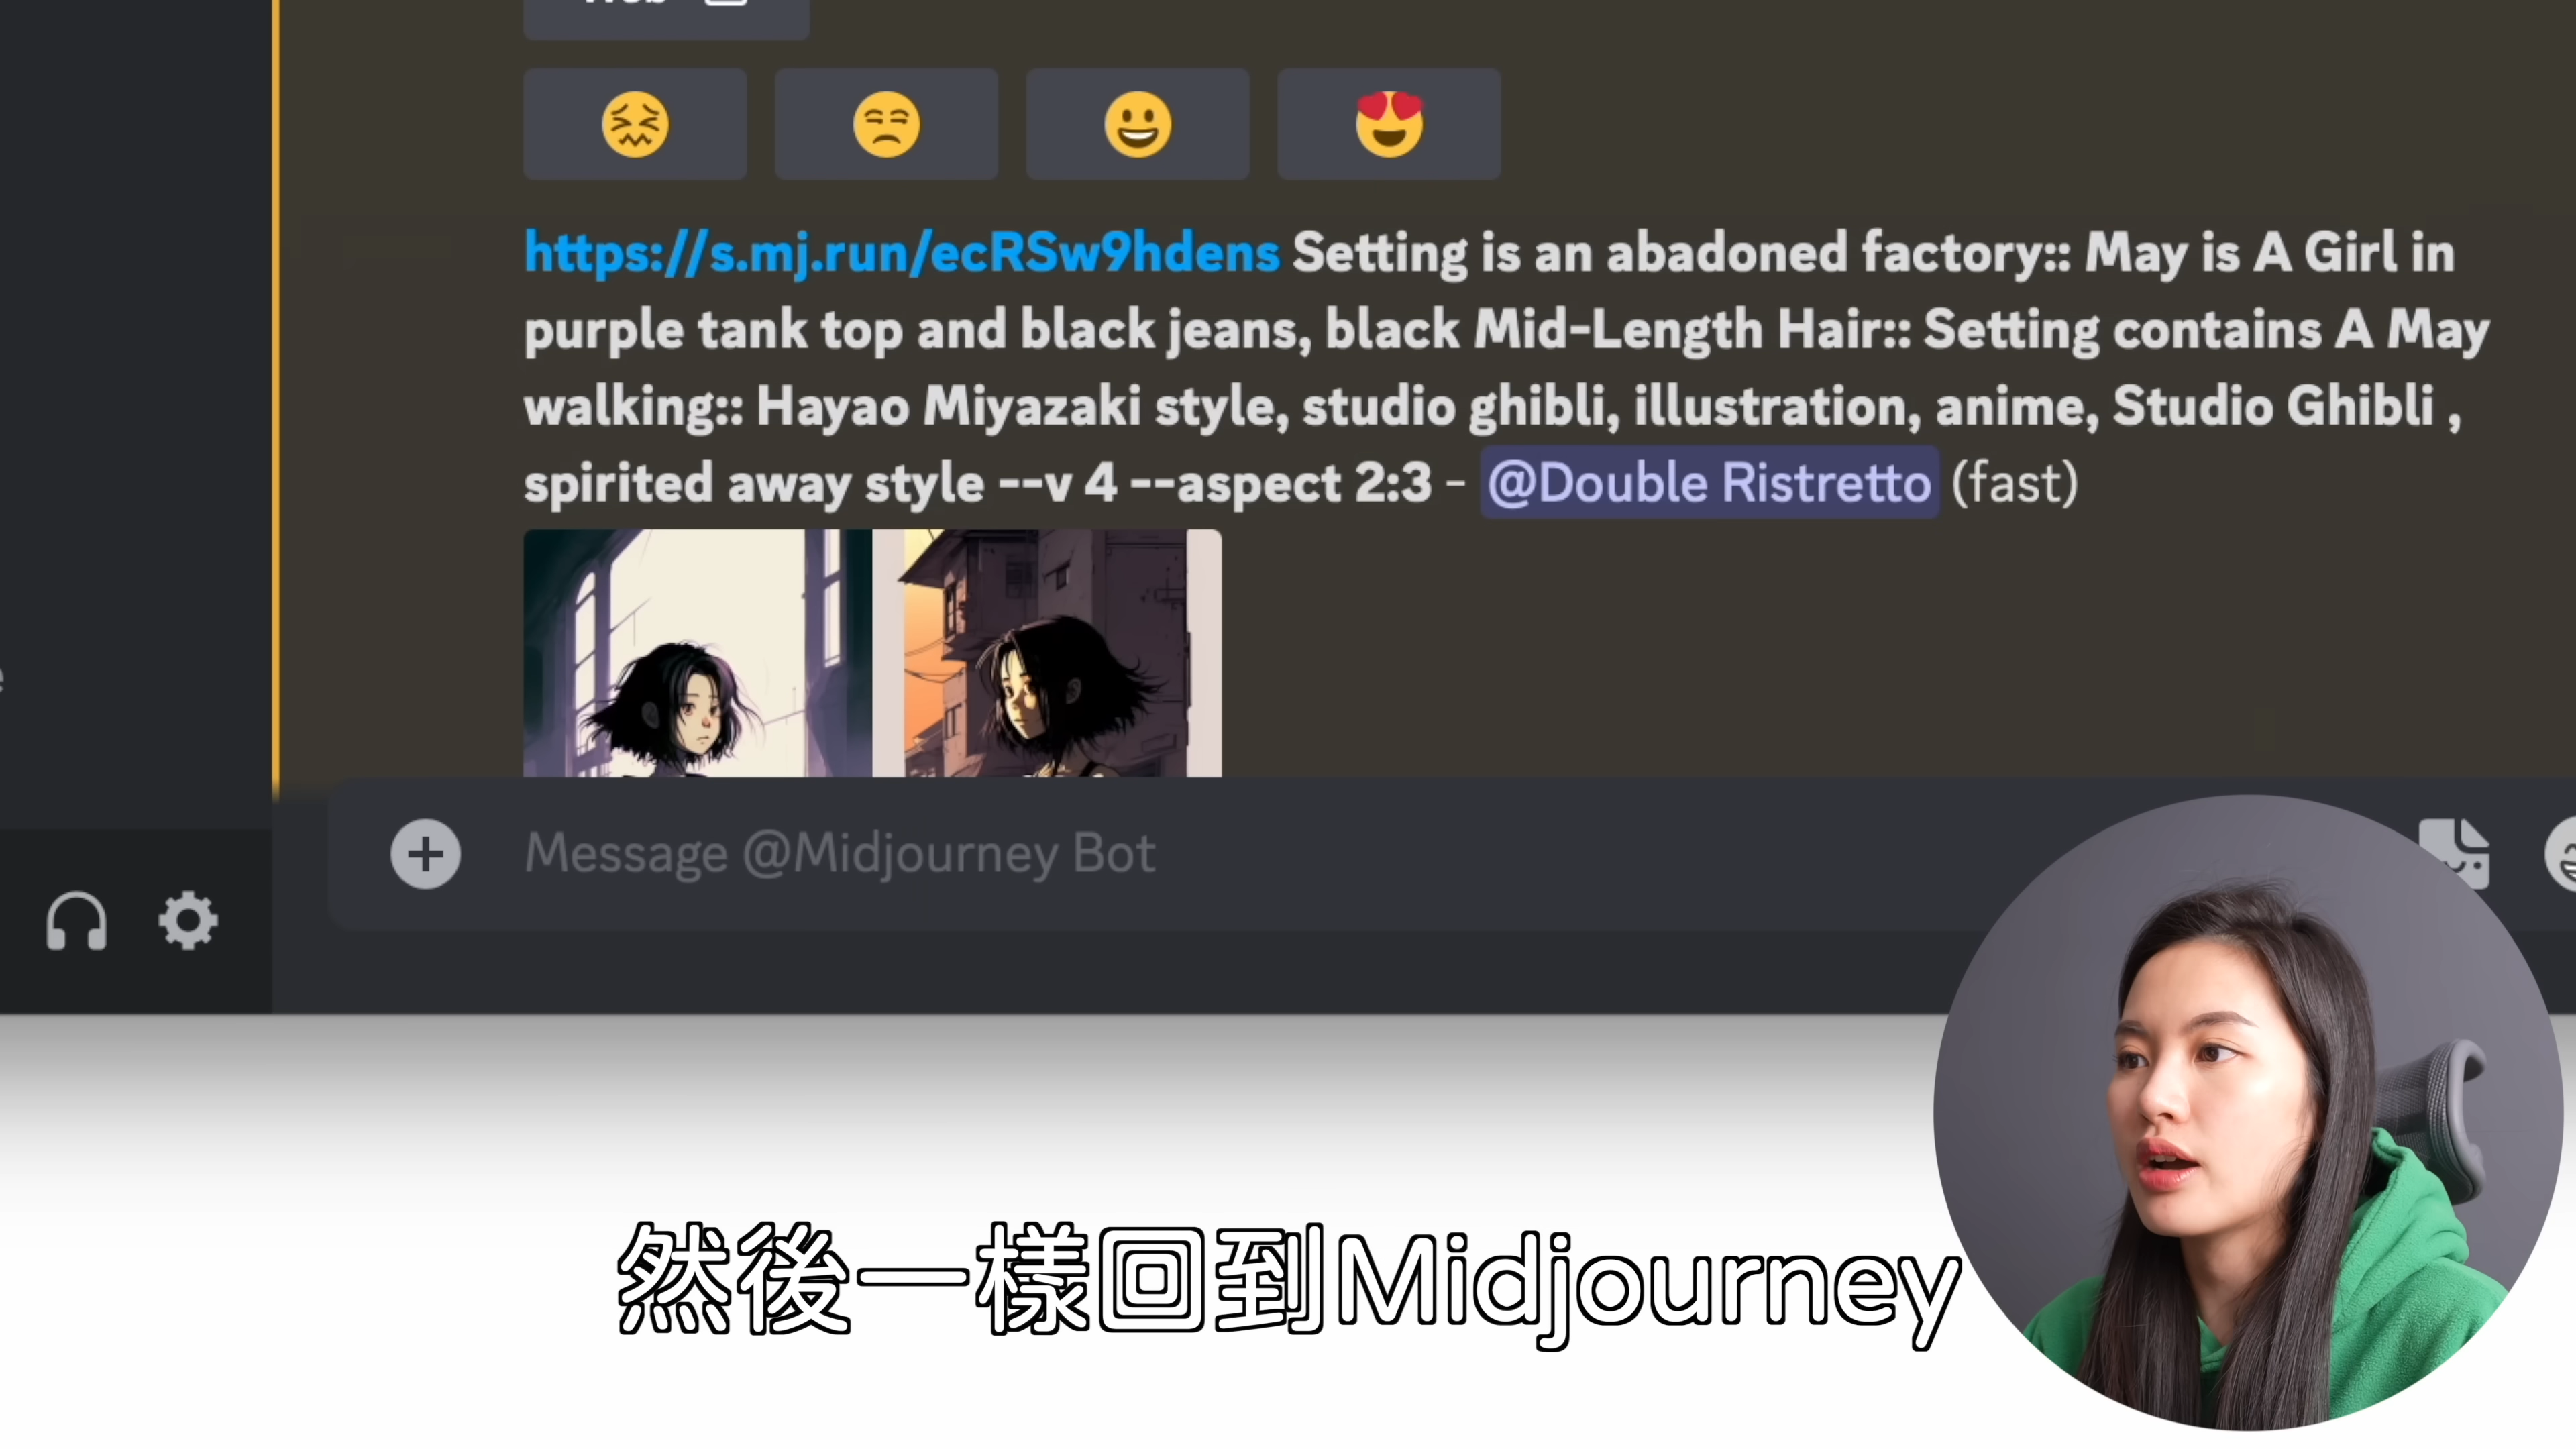 https://s.mj.run/ecRSw9hdens Setting is an abadoned factory:: May is A Girl in
purple tank top and black jeans, black Mid-Length Hair:: Setting contains A May
walking:: Hayao Miyazaki style, studio ghibli, illustration, anime, Studio Ghibli ,
spirited away style --v 4 --aspect 2:3 - @Double Ristretto (fast)
Message @Midjourney Bot
然後一樣回到Midjourney